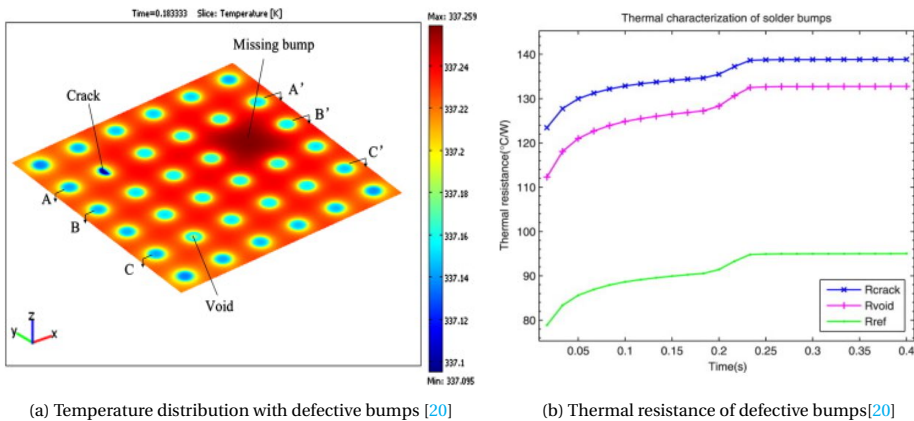 Time=0.183333 Slice: Temperature [K]
Max: 337.259
Missing bump
Crack
A'
B'
C'
A
B
C
Void
z
y
x
337.24
337.22
337.2
337.18
337.16
337.14
337.12
337.1
Min: 337.095
(a) Temperature distribution with defective bumps [20]
Thermal characterization of solder bumps
Thermal resistance(°C/W)
140
130
120
110
100
90
80
Rcrack
Rvoid
Rref
0.05
0.1
0.15
0.2
0.25
0.3
0.35
0.4
Time(s)
(b) Thermal resistance of defective bumps[20]